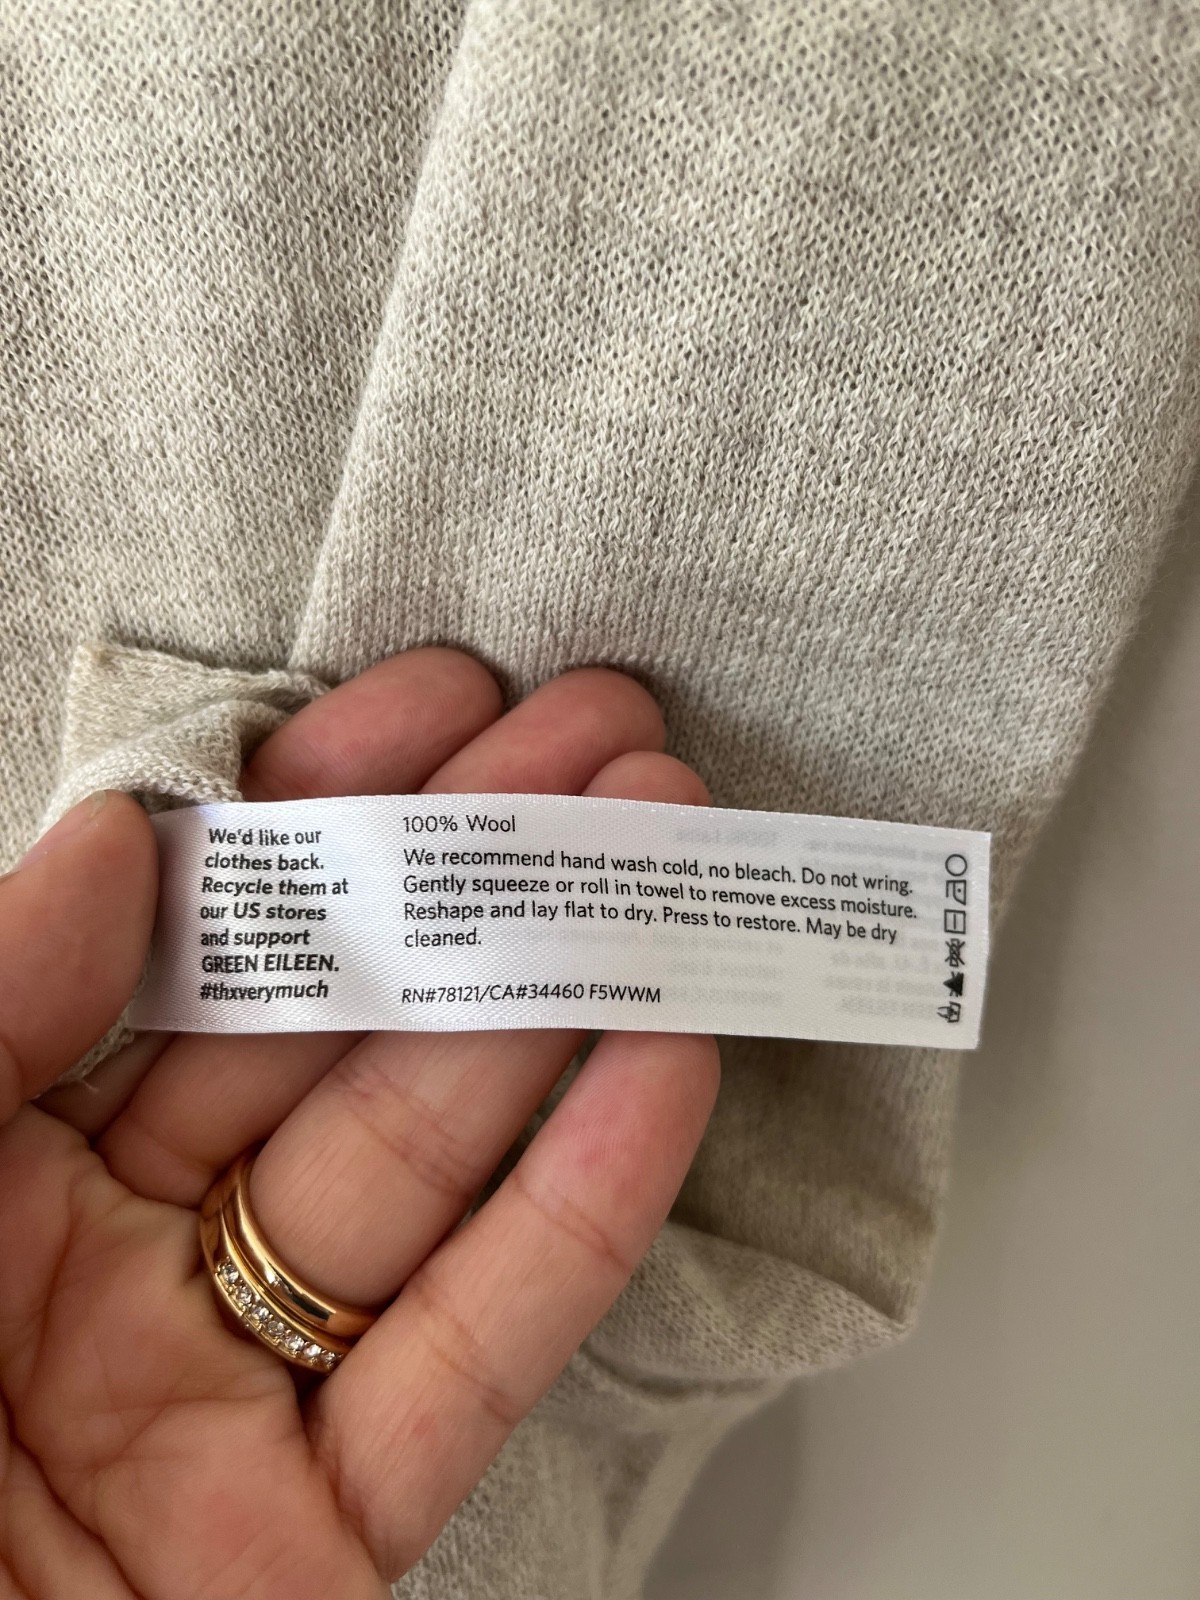 We'd like our
clothes back.
Recycle them at
our US stores
and support
GREEN EILEEN.
#thxverymuch
100% Wool
We recommend hand wash cold, no bleach. Do not wring.
Gently squeeze or roll in towel to remove excess moisture.
Reshape and lay flat to dry. Press to restore. May be dry
cleaned.
RN#78121/CA#34460 F5WWM